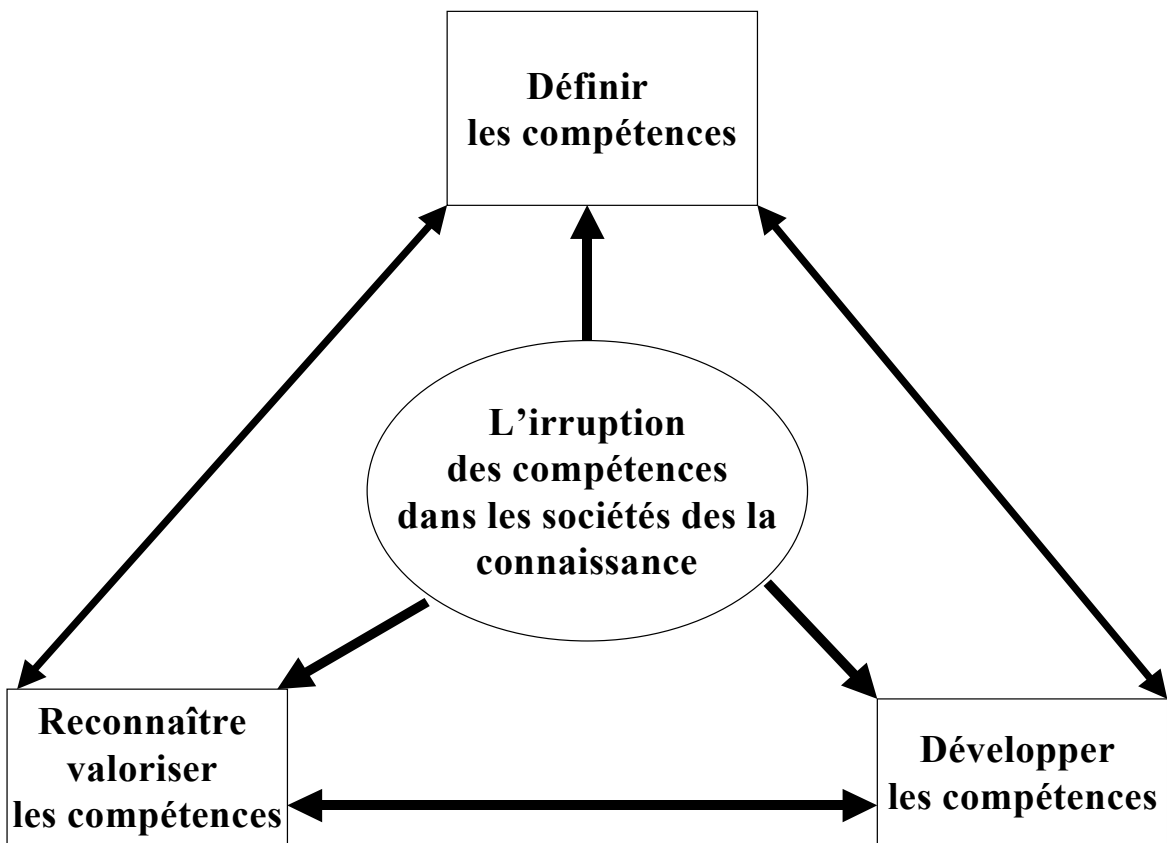 Définir
les compétences
L’irruption
des compétences
dans les sociétés des la
connaissance
Reconnaître
valoriser
les compétences
Développer
les compétences